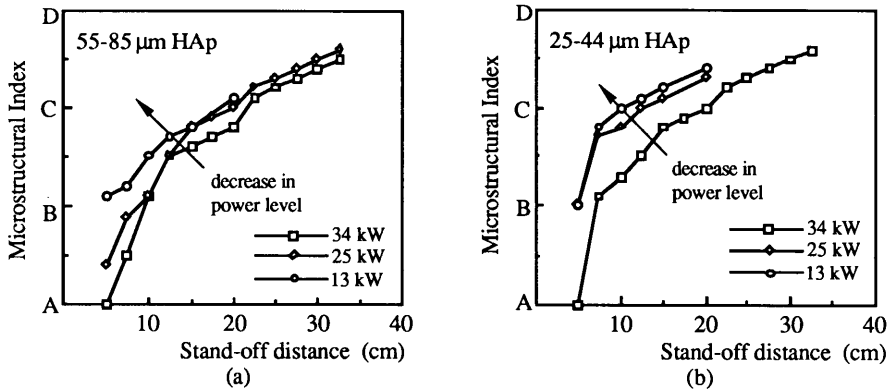 55-85 μm HAp
Microstructural Index
D
C
B
A
decrease in
power level
34 kW
25 kW
13 kW
10
20
30
40
Stand-off distance (cm)
(a)
25-44 μm HAp
Microstructural Index
D
C
B
A
decrease in
power level
34 kW
25 kW
13 kW
10
20
30
40
Stand-off distance (cm)
(b)